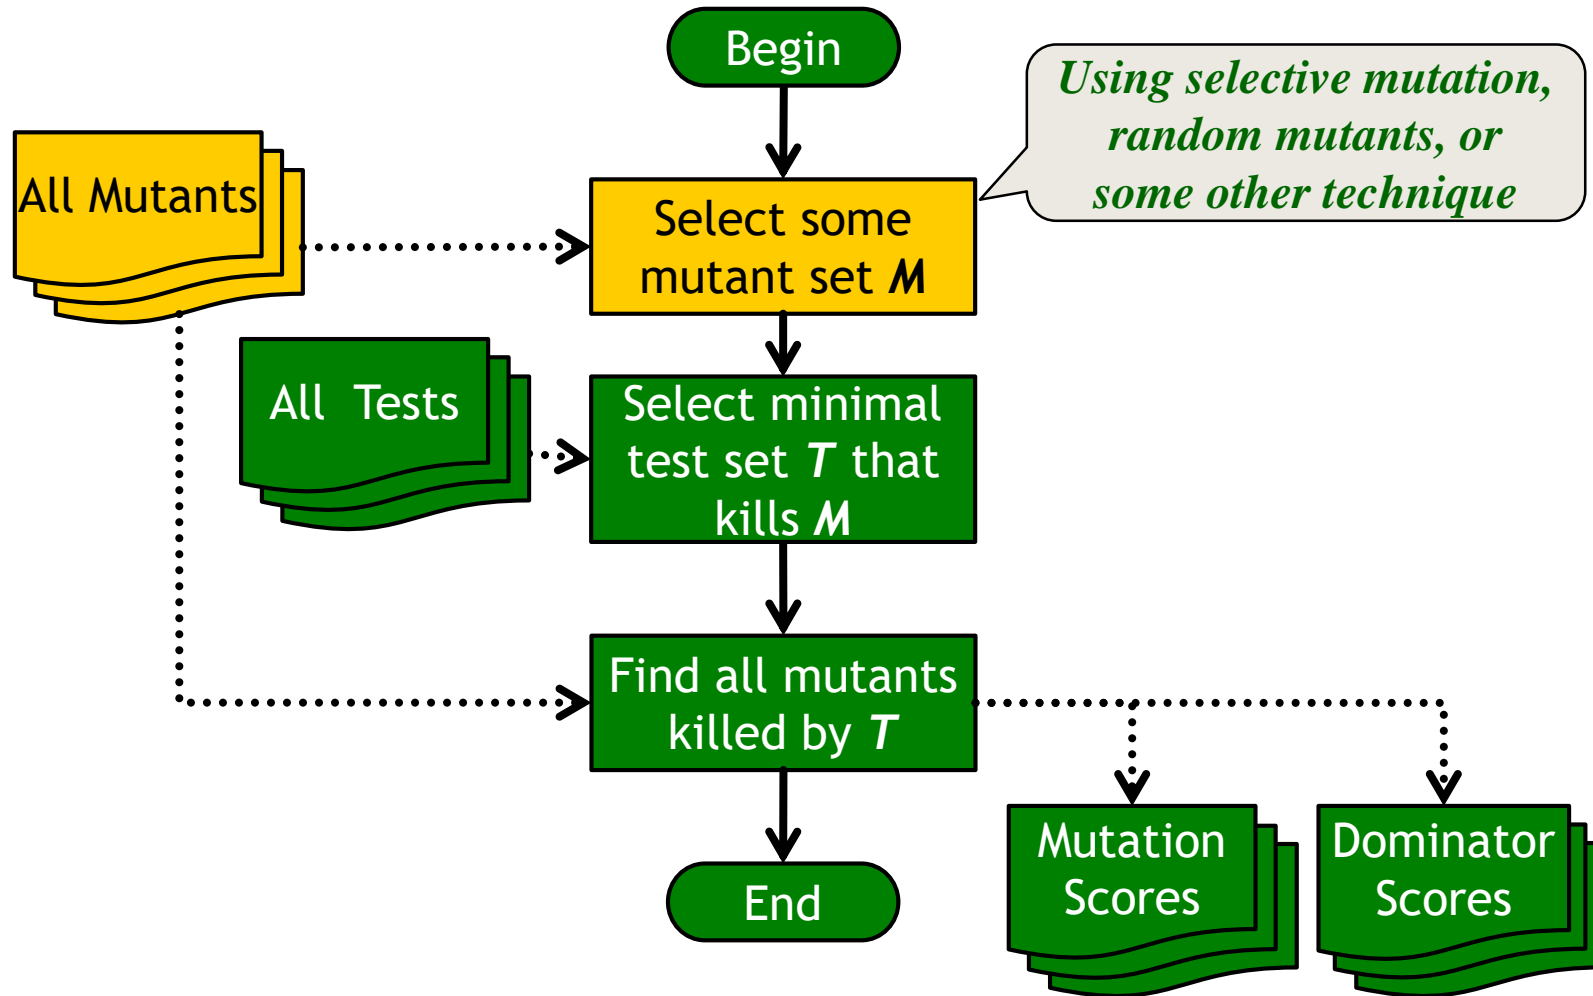 Begin
Using selective mutation,
random mutants, or
some other technique
All Mutants
Select some
mutant set M
All Tests
Select minimal
test set T that
kills M
Find all mutants
killed by T
Mutation
Scores
Dominator
Scores
End